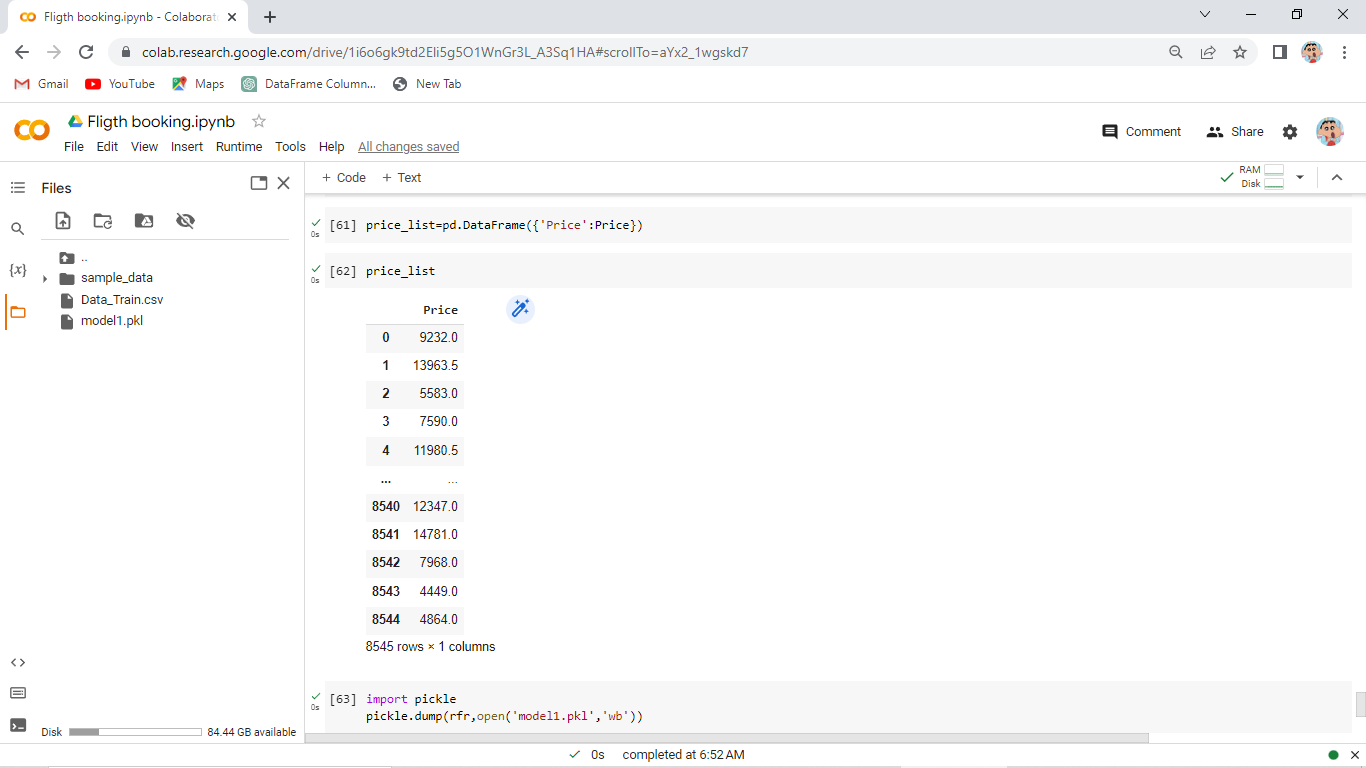 Fligth booking.ipynb - Colaborat
colab.research.google.com/drive/1i6o6gk9td2Eli5g5O1WnGr3L_A3Sq1HA#scrollTo=aYx2_1wgskd7
Gmail YouTube Maps DataFrame Column... New Tab
Fligth booking.ipynb
File Edit View Insert Runtime Tools Help All changes saved
Comment Share
Files
+ Code + Text
RAM
Disk
..
sample_data
Data_Train.csv
model1.pkl
[61] price_list=pd.DataFrame({'Price':Price})
0s
[62] price_list
0s
Price
0 9232.0
1 13963.5
2 5583.0
3 7590.0
4 11980.5
... ...
8540 12347.0
8541 14781.0
8542 7968.0
8543 4449.0
8544 4864.0
8545 rows × 1 columns
[63] import pickle
0s
pickle.dump(rfr,open('model1.pkl','wb'))
Disk 84.44 GB available
0s completed at 6:52 AM